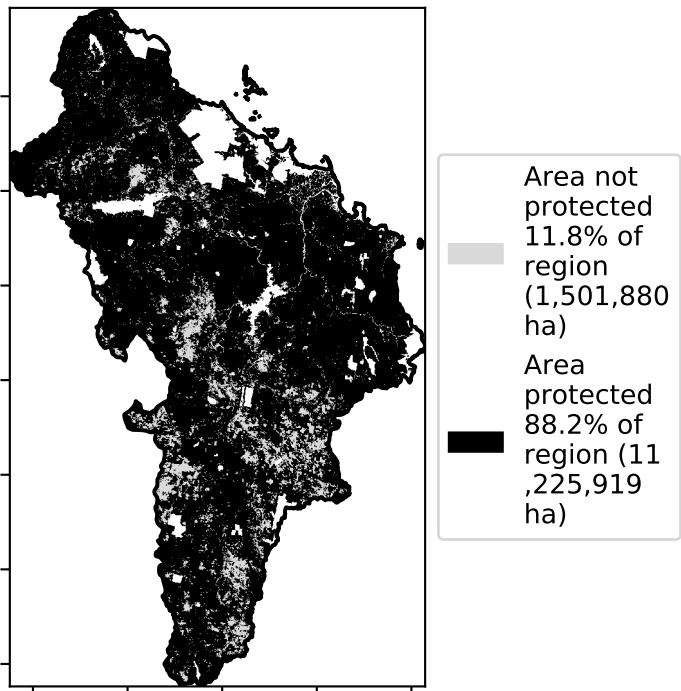 Area not
protected
11.8% of
region
(1,501,880
ha)
Area
protected
88.2% of
region (11
,225,919
ha)